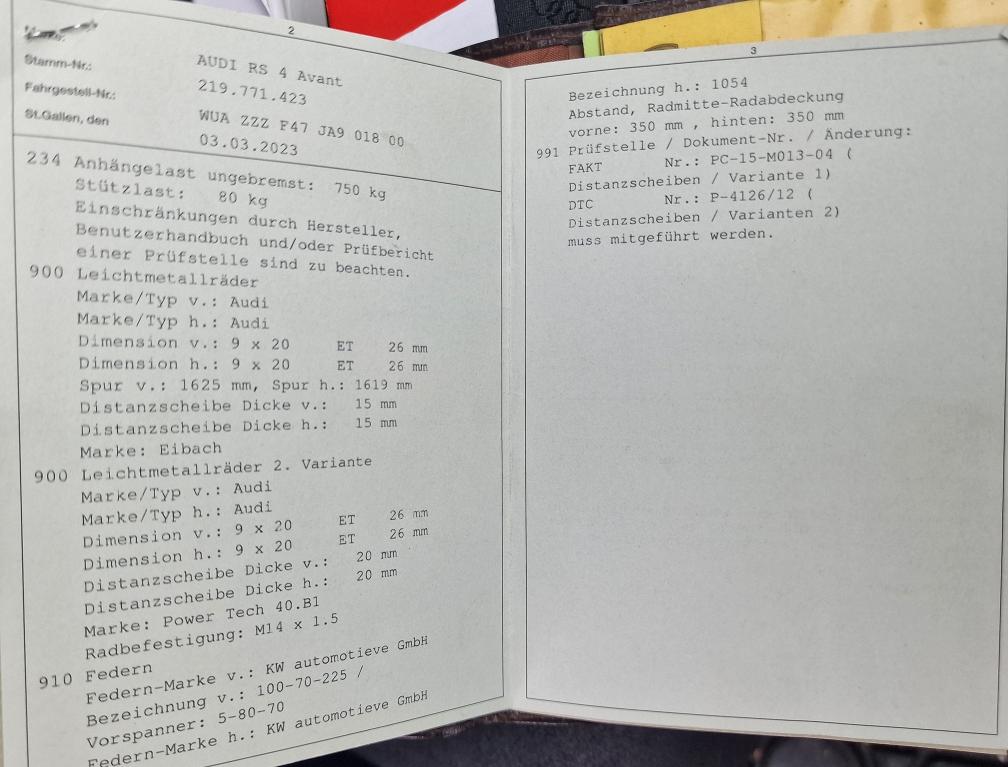 2
Stamm-Nr.: AUDI RS 4 Avant
Fahrgestell-Nr.: 219.771.423
St.Gallen, den WUA ZZZ F47 JA9 018 00
03.03.2023
234 Anhängelast ungebremst: 750 kg
Stützlast: 80 kg
Einschränkungen durch Hersteller,
Benutzerhandbuch und/oder Prüfbericht
einer Prüfstelle sind zu beachten.
900 Leichtmetallräder
Marke/Typ v.: Audi
Marke/Typ h.: Audi
Dimension v.: 9 x 20 ET 26 mm
Dimension h.: 9 x 20 ET 26 mm
Spur v.: 1625 mm, Spur h.: 1619 mm
Distanzscheibe Dicke v.: 15 mm
Distanzscheibe Dicke h.: 15 mm
Marke: Eibach
900 Leichtmetallräder 2. Variante
Marke/Typ v.: Audi
Marke/Typ h.: Audi
Dimension v.: 9 x 20 ET 26 mm
Dimension h.: 9 x 20 ET 26 mm
Distanzscheibe Dicke v.: 20 mm
Distanzscheibe Dicke h.: 20 mm
Marke: Power Tech 40.B1
Radbefestigung: M14 x 1.5
910 Federn
Federn-Marke v.: KW automotieve GmbH
Bezeichnung v.: 100-70-225 /
Vorspanner: 5-80-70
Federn-Marke h.: KW automotieve GmbH
3
Bezeichnung h.: 1054
Abstand, Radmitte-Radabdeckung
vorne: 350 mm , hinten: 350 mm
991 Prüfstelle / Dokument-Nr. / Änderung:
FAKT Nr.: PC-15-M013-04 (
Distanzscheiben / Variante 1)
DTC Nr.: P-4126/12 (
Distanzscheiben / Varianten 2)
muss mitgeführt werden.